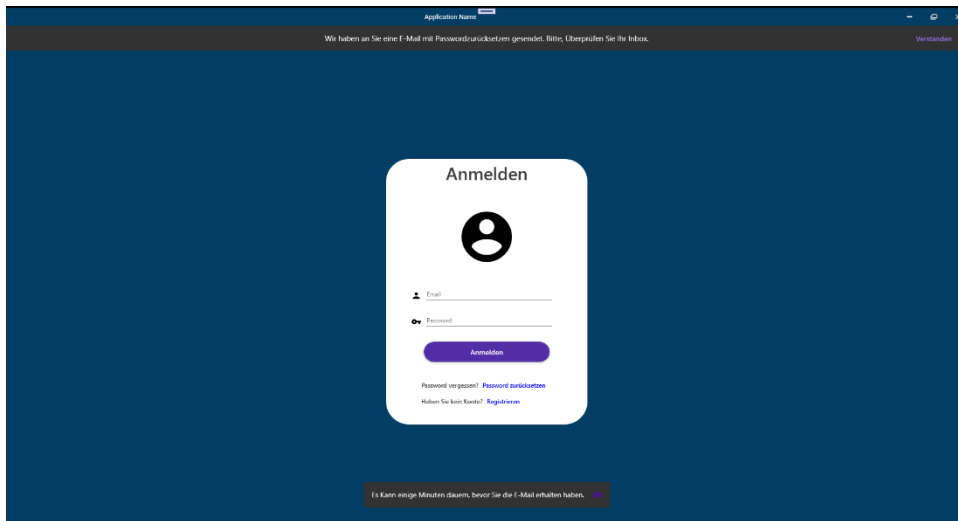 Application Name
Wir haben an Sie eine E-Mail mit Passwordzurücksetzen gesendet. Bitte, Überprüfen Sie Ihr Inbox.
Verstanden
Anmelden
Email
Password
Anmelden
Password vergessen? Password zurücksetzen
Haben Sie kein Konto? Registrieren
Es Kann einige Minuten dauern, bevor Sie die E-Mail erhalten haben.